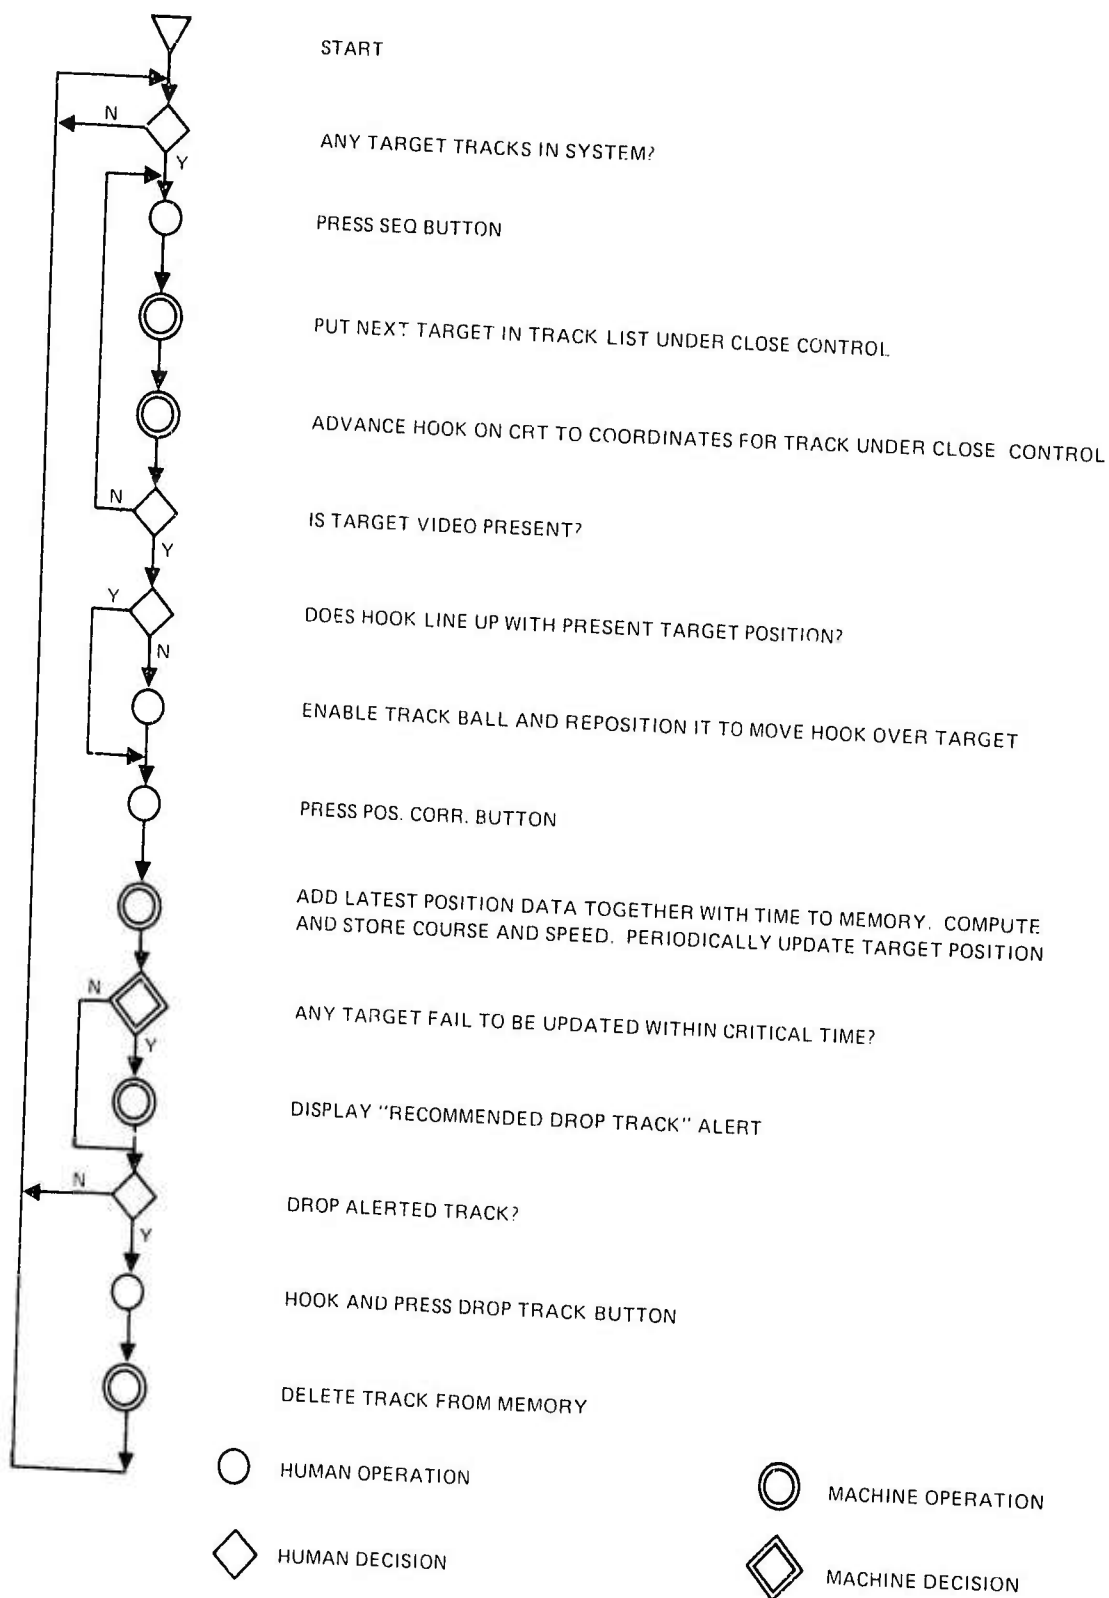 START
N
ANY TARGET TRACKS IN SYSTEM?
Y
PRESS SEQ BUTTON
PUT NEXT TARGET IN TRACK LIST UNDER CLOSE CONTROL
ADVANCE HOOK ON CRT TO COORDINATES FOR TRACK UNDER CLOSE CONTROL
N
IS TARGET VIDEO PRESENT?
Y
Y
DOES HOOK LINE UP WITH PRESENT TARGET POSITION?
N
ENABLE TRACK BALL AND REPOSITION IT TO MOVE HOOK OVER TARGET
PRESS POS. CORR. BUTTON
ADD LATEST POSITION DATA TOGETHER WITH TIME TO MEMORY. COMPUTE
AND STORE COURSE AND SPEED. PERIODICALLY UPDATE TARGET POSITION
N
ANY TARGET FAIL TO BE UPDATED WITHIN CRITICAL TIME?
Y
DISPLAY "RECOMMENDED DROP TRACK" ALERT
N
DROP ALERTED TRACK?
Y
HOOK AND PRESS DROP TRACK BUTTON
DELETE TRACK FROM MEMORY
HUMAN OPERATION
MACHINE OPERATION
HUMAN DECISION
MACHINE DECISION